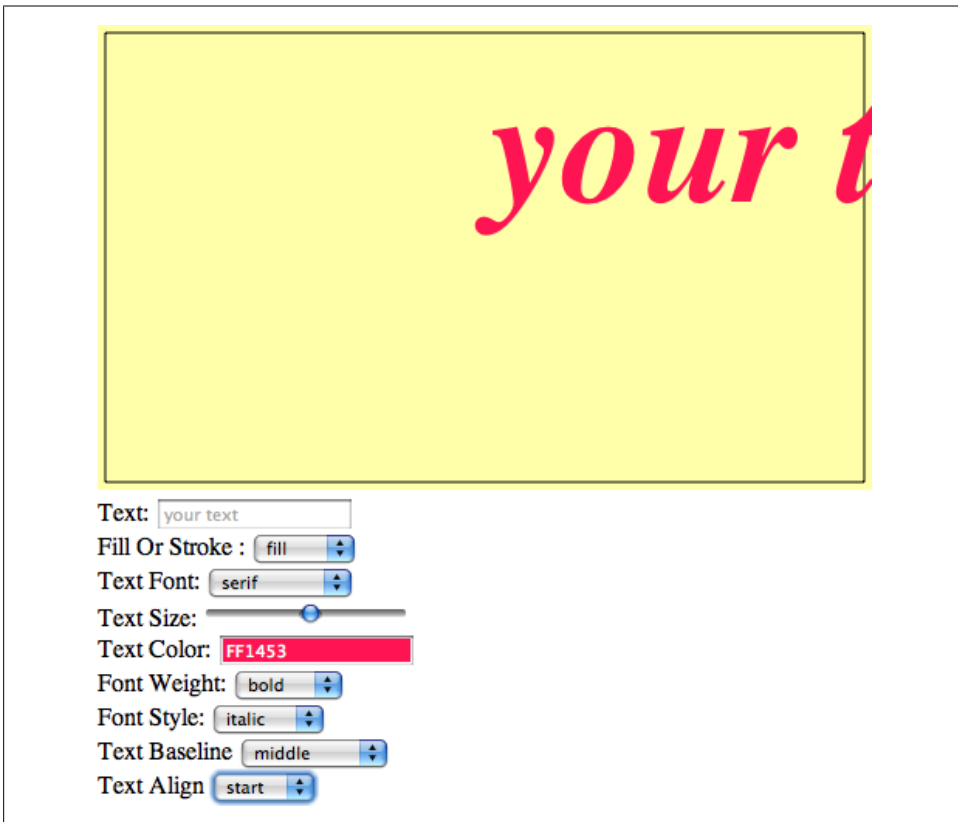 your t
Text: your text
Fill Or Stroke : fill
Text Font: serif
Text Size:
Text Color: FF1453
Font Weight: bold
Font Style: italic
Text Baseline middle
Text Align start